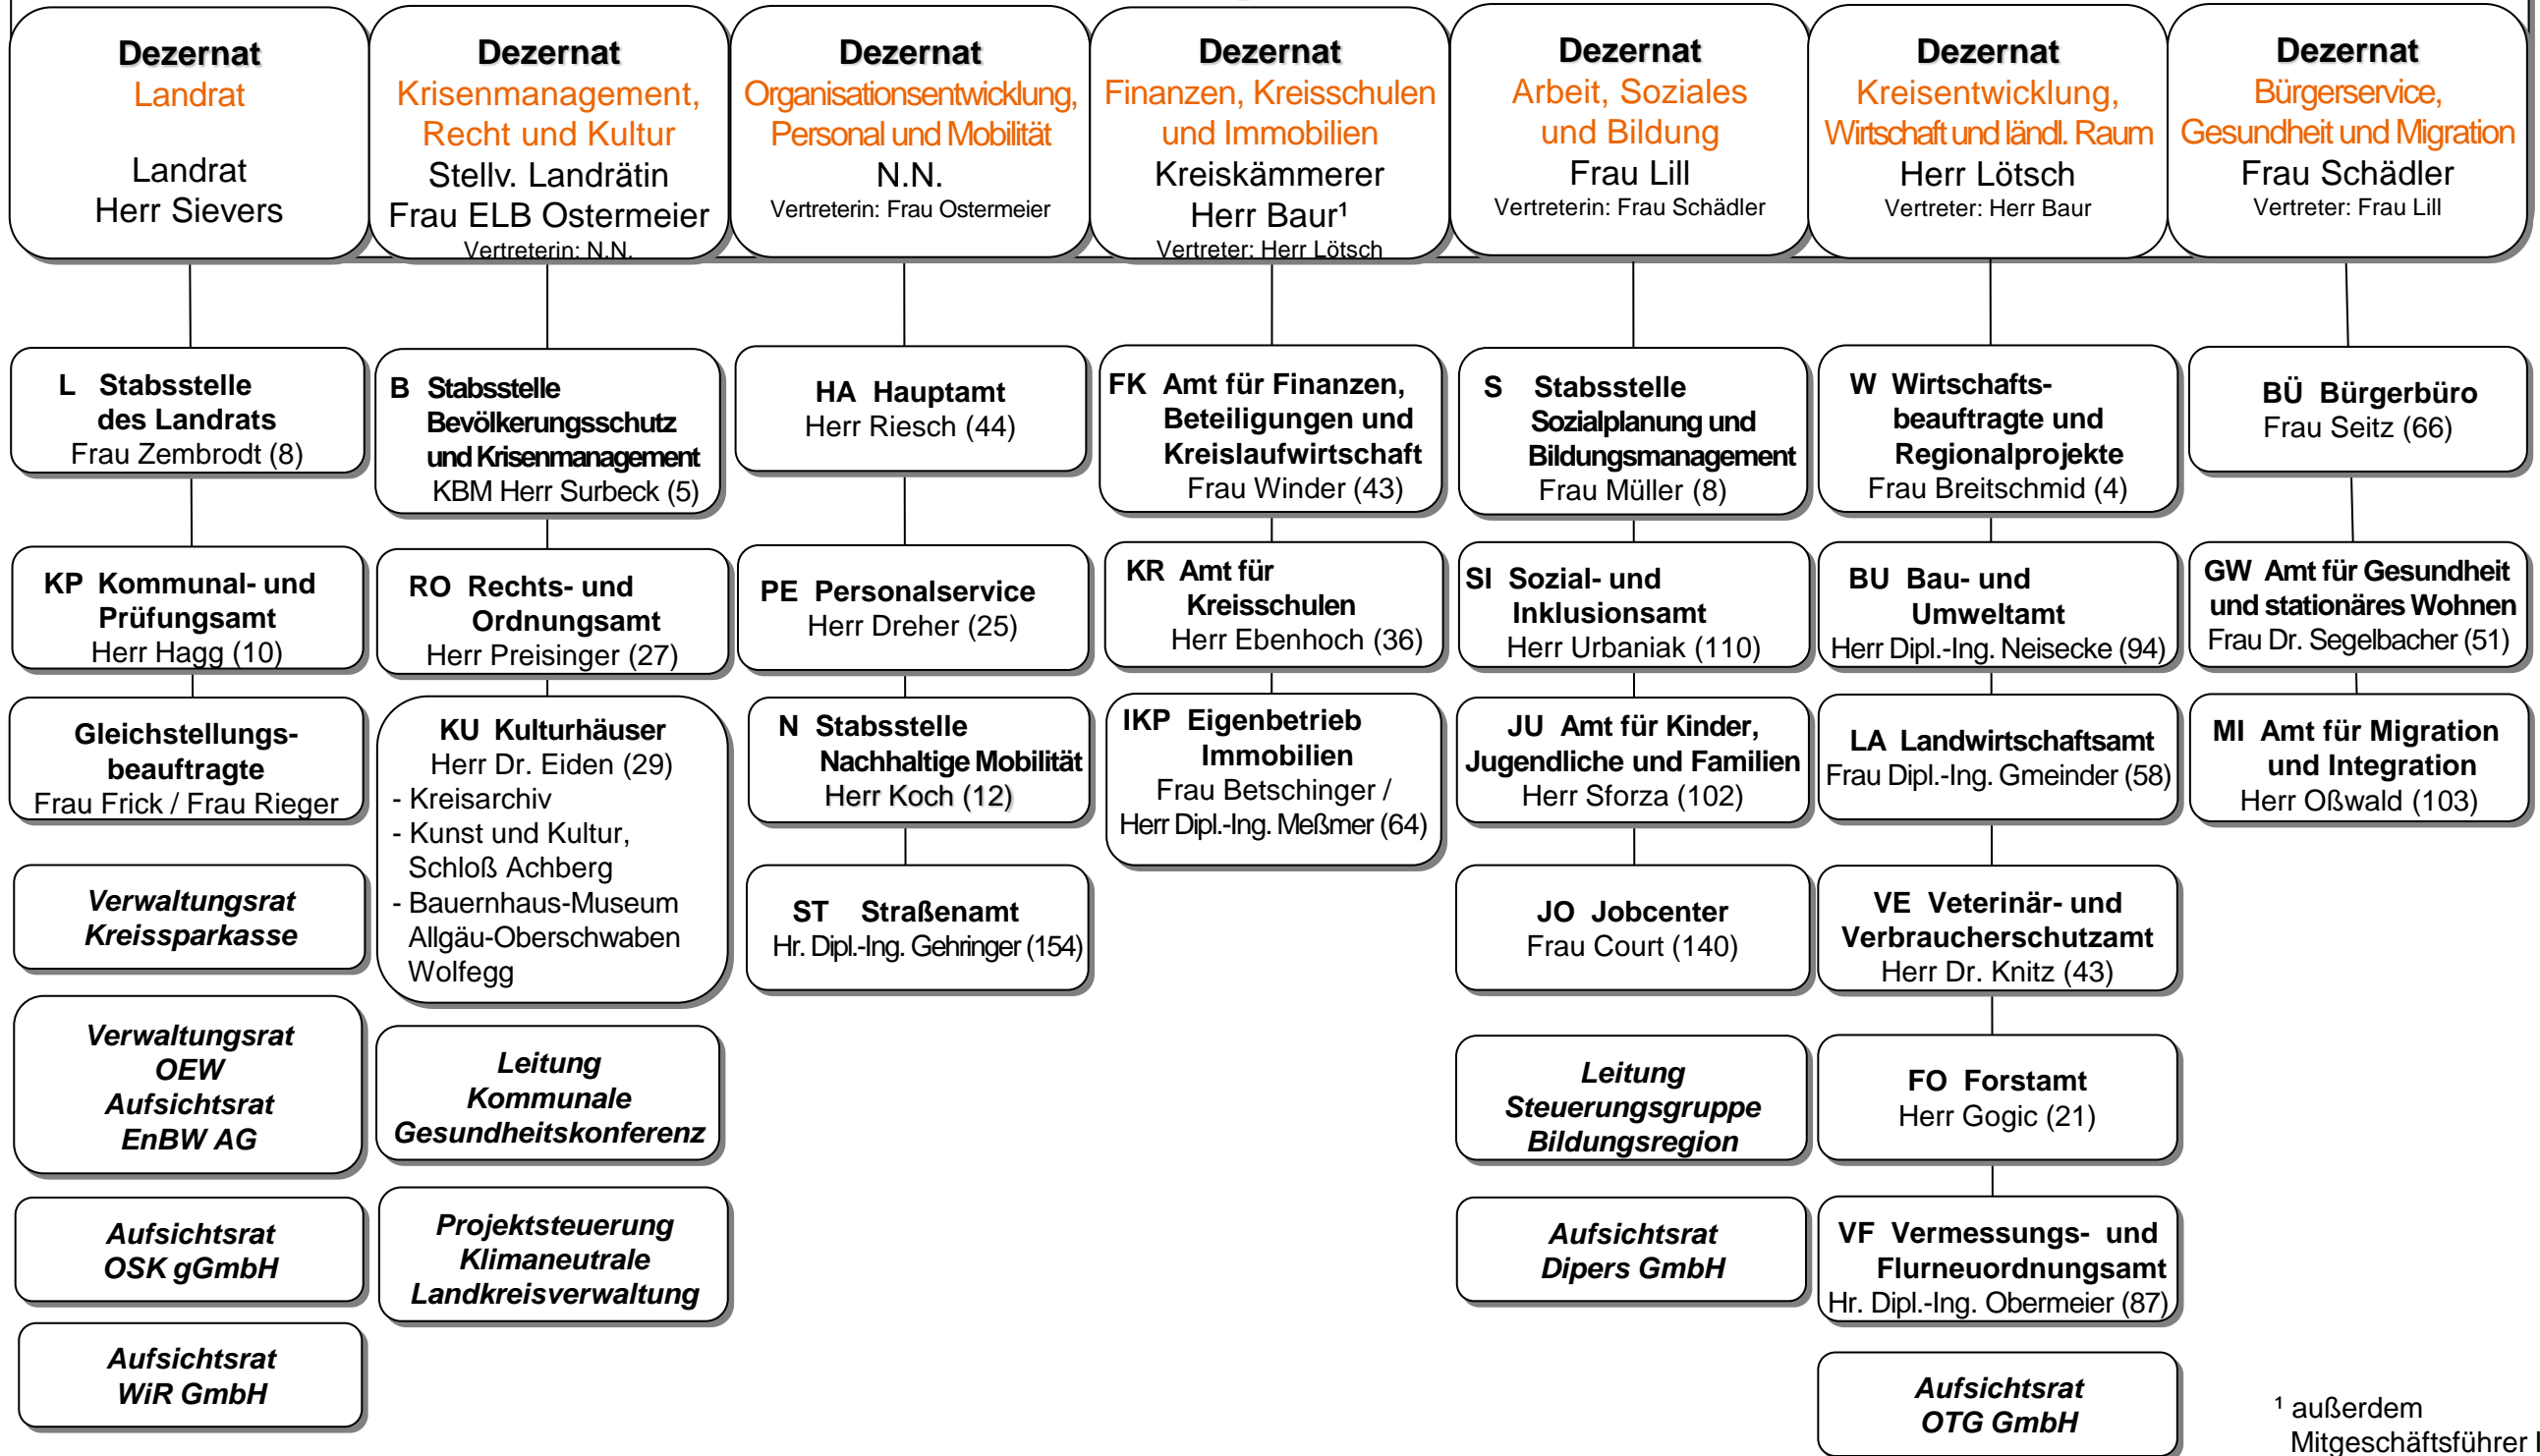 Dezernat
Landrat
Landrat
Herr Sievers
Dezernat
Krisenmanagement,
Recht und Kultur
Stellv. Landrätin
Frau ELB Ostermeier
Vertreterin: N.N.
Dezernat
Organisationsentwicklung,
Personal und Mobilität
N.N.
Vertreterin: Frau Ostermeier
Dezernat
Finanzen, Kreisschulen
und Immobilien
Kreiskämmerer
Herr Baur¹
Vertreter: Herr Lötsch
Dezernat
Arbeit, Soziales
und Bildung
Frau Lill
Vertreterin: Frau Schädler
Dezernat
Kreisentwicklung,
Wirtschaft und ländl. Raum
Herr Lötsch
Vertreter: Herr Baur
Dezernat
Bürgerservice,
Gesundheit und Migration
Frau Schädler
Vertreter: Frau Lill
L Stabsstelle
des Landrats
Frau Zembrodt (8)
KP Kommunal- und
Prüfungsamt
Herr Hagg (10)
Gleichstellungs-
beauftragte
Frau Frick / Frau Rieger
Verwaltungsrat
Kreissparkasse
Verwaltungsrat
OEW
Aufsichtsrat
EnBW AG
Aufsichtsrat
OSK gGmbH
Aufsichtsrat
WiR GmbH
B Stabsstelle
Bevölkerungsschutz
und Krisenmanagement
KBM Herr Surbeck (5)
RO Rechts- und
Ordnungsamt
Herr Preisinger (27)
KU Kulturhäuser
Herr Dr. Eiden (29)
- Kreisarchiv
- Kunst und Kultur,
Schloß Achberg
- Bauernhaus-Museum
Allgäu-Oberschwaben
Wolfegg
Leitung
Kommunale
Gesundheitskonferenz
Projektsteuerung
Klimaneutrale
Landkreisverwaltung
HA Hauptamt
Herr Riesch (44)
PE Personalservice
Herr Dreher (25)
N Stabsstelle
Nachhaltige Mobilität
Herr Koch (12)
ST Straßenamt
Hr. Dipl.-Ing. Gehringer (154)
FK Amt für Finanzen,
Beteiligungen und
Kreislaufwirtschaft
Frau Winder (43)
KR Amt für
Kreisschulen
Herr Ebenhoch (36)
IKP Eigenbetrieb
Immobilien
Frau Betschinger /
Herr Dipl.-Ing. Meßmer (64)
S Stabsstelle
Sozialplanung und
Bildungsmanagement
Frau Müller (8)
SI Sozial- und
Inklusionsamt
Herr Urbaniak (110)
JU Amt für Kinder,
Jugendliche und Familien
Herr Sforza (102)
JO Jobcenter
Frau Court (140)
Leitung
Steuerungsgruppe
Bildungsregion
Aufsichtsrat
Dipers GmbH
W Wirtschafts-
beauftragte und
Regionalprojekte
Frau Breitschmid (4)
BU Bau- und
Umweltamt
Herr Dipl.-Ing. Neisecke (94)
LA Landwirtschaftsamt
Frau Dipl.-Ing. Gmeinder (58)
VE Veterinär- und
Verbraucherschutzamt
Herr Dr. Knitz (43)
FO Forstamt
Herr Gogic (21)
VF Vermessungs- und
Flurneuordnungsamt
Hr. Dipl.-Ing. Obermeier (87)
Aufsichtsrat
OTG GmbH
BÜ Bürgerbüro
Frau Seitz (66)
GW Amt für Gesundheit
und stationäres Wohnen
Frau Dr. Segelbacher (51)
MI Amt für Migration
und Integration
Herr Oßwald (103)
¹ außerdem
Mitgeschäftsführer